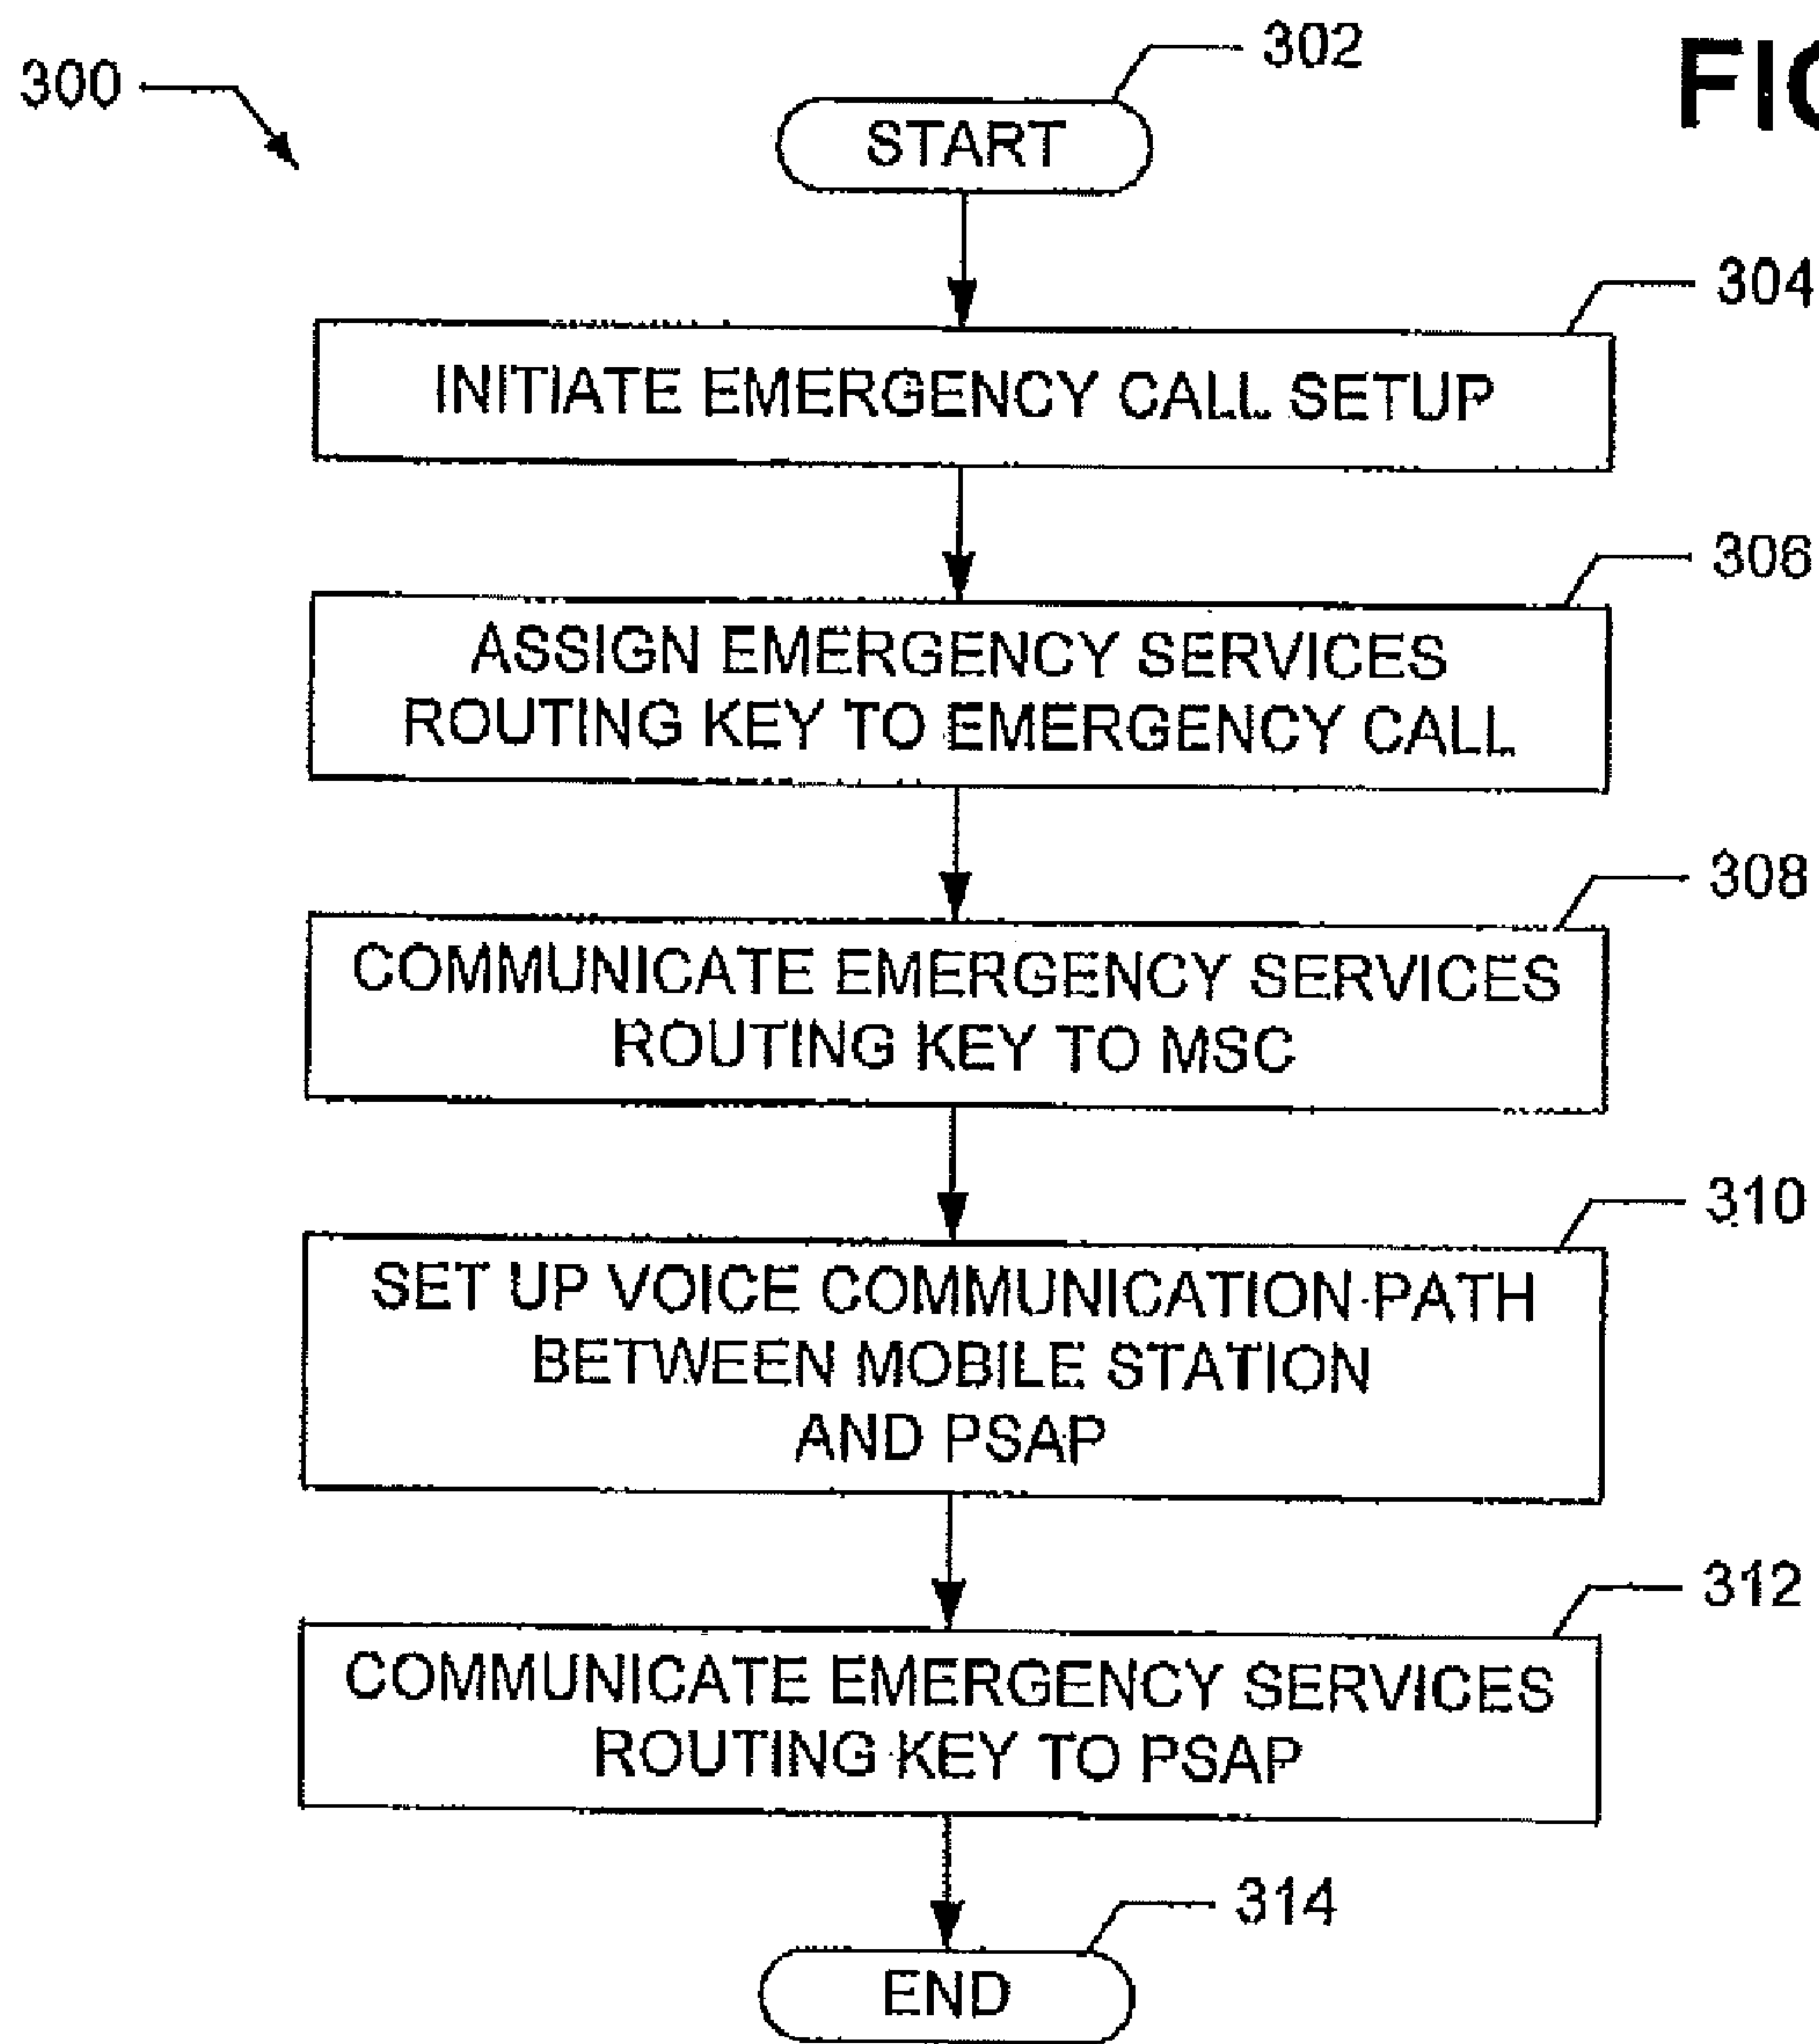 302
FI
300
START
304
INITIATE EMERGENCY CALL SETUP
306
ASSIGN EMERGENCY SERVICES
ROUTING KEY TO EMERGENCY CALL
308
COMMUNICATE EMERGENCY SERVICES
ROUTING KEY TO MSC
310
SET UP VOICE COMMUNICATION PATH
BETWEEN MOBILE STATION
AND PSAP
312
COMMUNICATE EMERGENCY SERVICES
ROUTING KEY TO PSAP
314
END